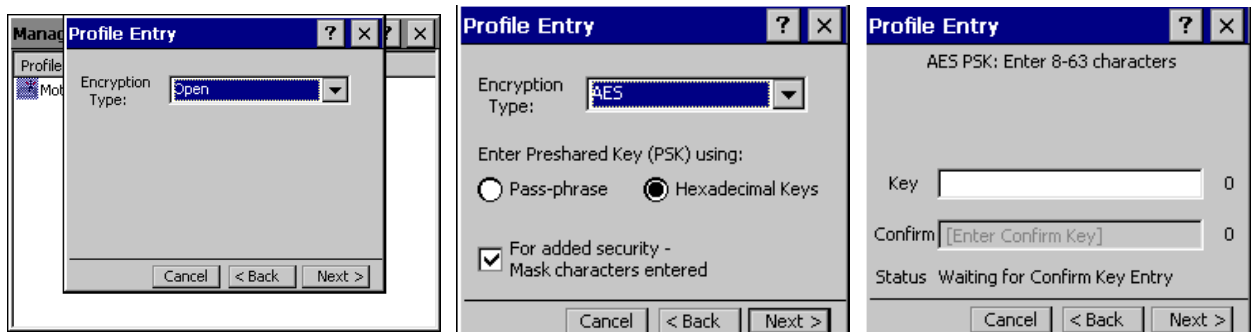 Manag
Profile Entry
? X
? X
Profile
Mot
Encryption
Type:
Open
Cancel
< Back
Next >
Profile Entry
? X
Encryption
Type:
AES
Enter Preshared Key (PSK) using:
Pass-phrase
Hexadecimal Keys
For added security -
Mask characters entered
Cancel
< Back
Next >
Profile Entry
? X
AES PSK: Enter 8-63 characters
Key
0
Confirm
[Enter Confirm Key]
0
Status Waiting for Confirm Key Entry
Cancel
< Back
Next >